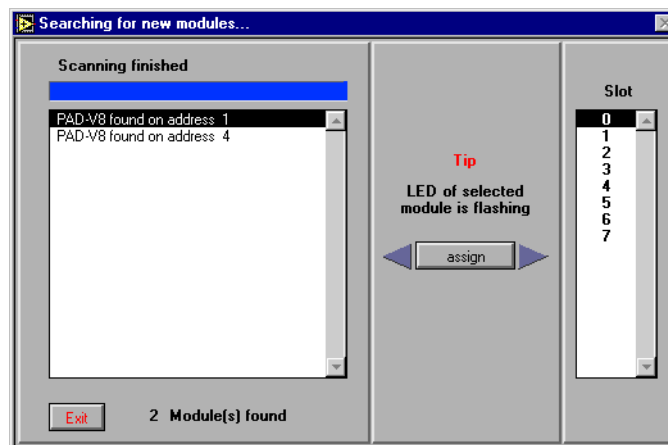 Searching for new modules...
Scanning finished
PAD-V8 found on address 1
PAD-V8 found on address 4
Exit
2 Module(s) found
Tip
LED of selected
module is flashing
assign
Slot
0
1
2
3
4
5
6
7